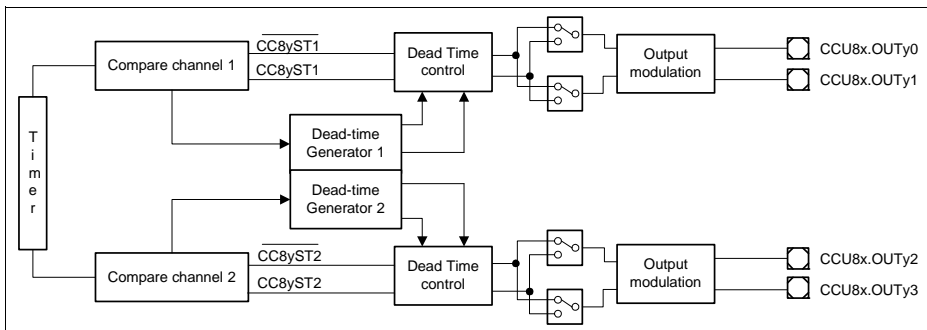 CC8yST1
Compare channel 1
CC8yST1
Dead Time
control
Output
modulation
CCU8x.OUTy0
CCU8x.OUTy1
Timer
Dead-time
Generator 1
Dead-time
Generator 2
CC8yST2
Compare channel 2
CC8yST2
Dead Time
control
Output
modulation
CCU8x.OUTy2
CCU8x.OUTy3